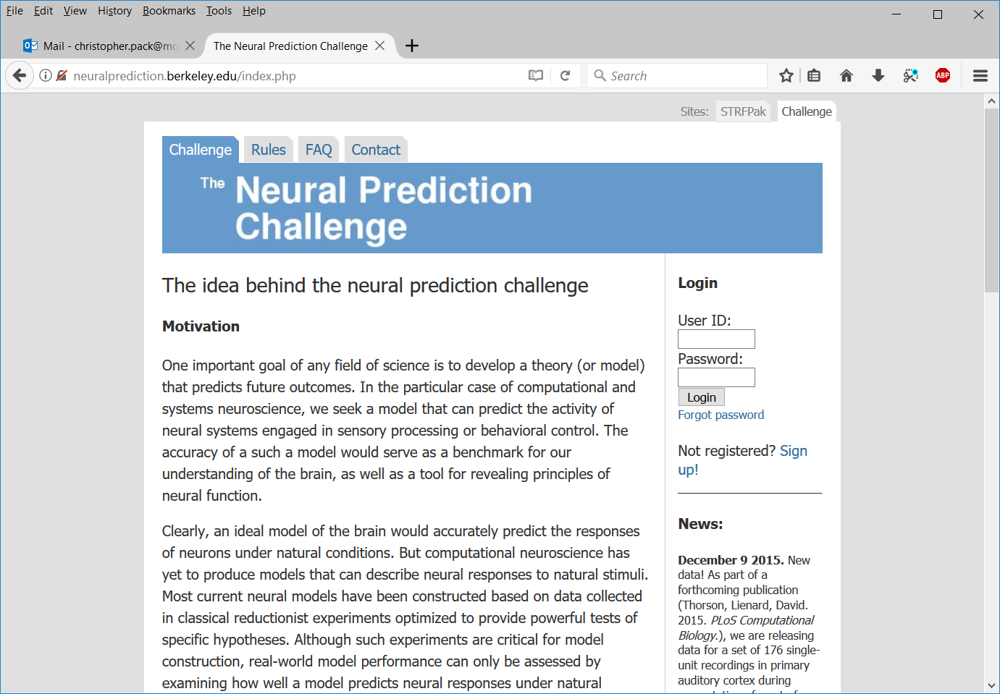 File Edit View History Bookmarks Tools Help
Mail - christopher.pack@mc
The Neural Prediction Challenge
neuralprediction.berkeley.edu/index.php
Search
ABP
Sites: STRFPak Challenge
Challenge Rules FAQ Contact
The Neural Prediction
Challenge
The idea behind the neural prediction challenge
Motivation
One important goal of any field of science is to develop a theory (or model)
that predicts future outcomes. In the particular case of computational and
systems neuroscience, we seek a model that can predict the activity of
neural systems engaged in sensory processing or behavioral control. The
accuracy of a such a model would serve as a benchmark for our
understanding of the brain, as well as a tool for revealing principles of
neural function.
Clearly, an ideal model of the brain would accurately predict the responses
of neurons under natural conditions. But computational neuroscience has
yet to produce models that can describe neural responses to natural stimuli.
Most current neural models have been constructed based on data collected
in classical reductionist experiments optimized to provide powerful tests of
specific hypotheses. Although such experiments are critical for model
construction, real-world model performance can only be assessed by
examining how well a model predicts neural responses under natural
Login
User ID:
Password:
Login
Forgot password
Not registered? Sign
up!
News:
December 9 2015. New
data! As part of a
forthcoming publication
(Thorson, Lienard, David.
2015. PLoS Computational
Biology.), we are releasing
data for a set of 176 single-
unit recordings in primary
auditory cortex during